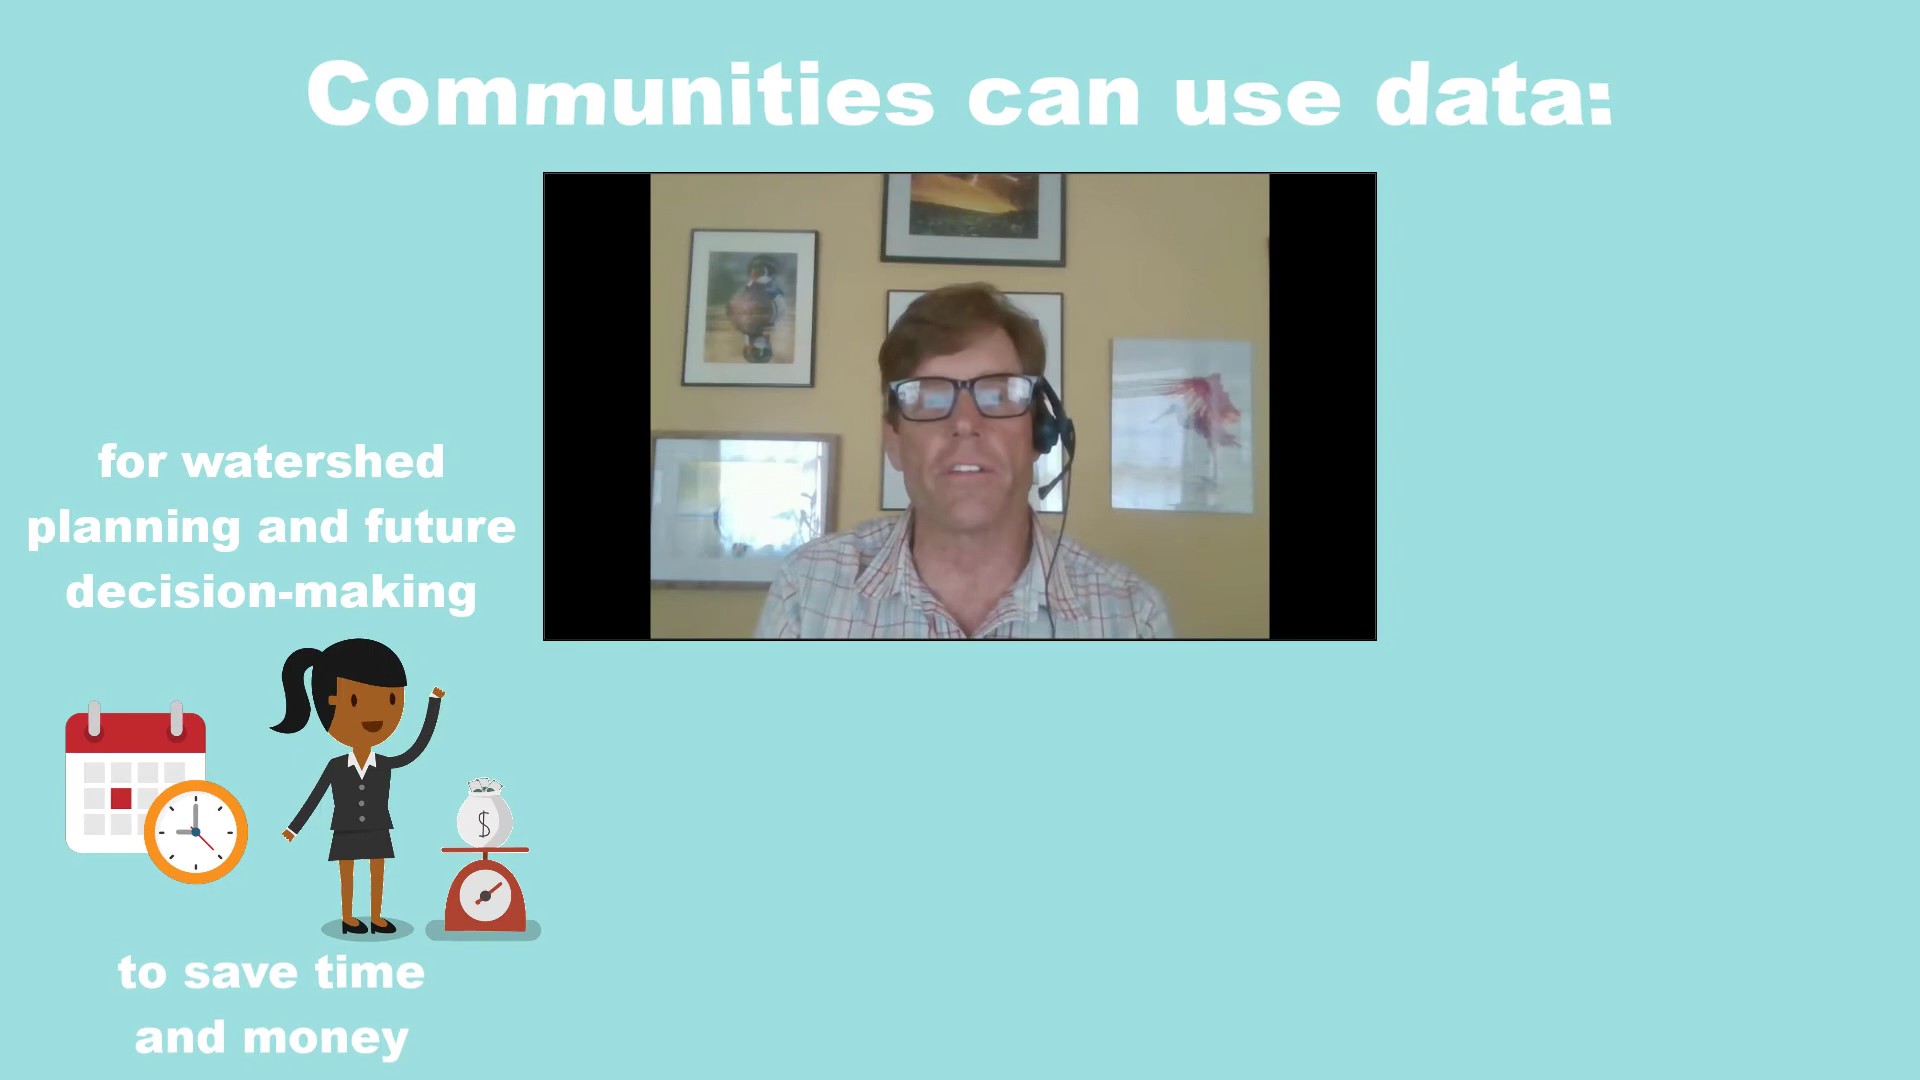 Communities can use data:
for watershed
planning and future
decision-making
$
to save time
and money